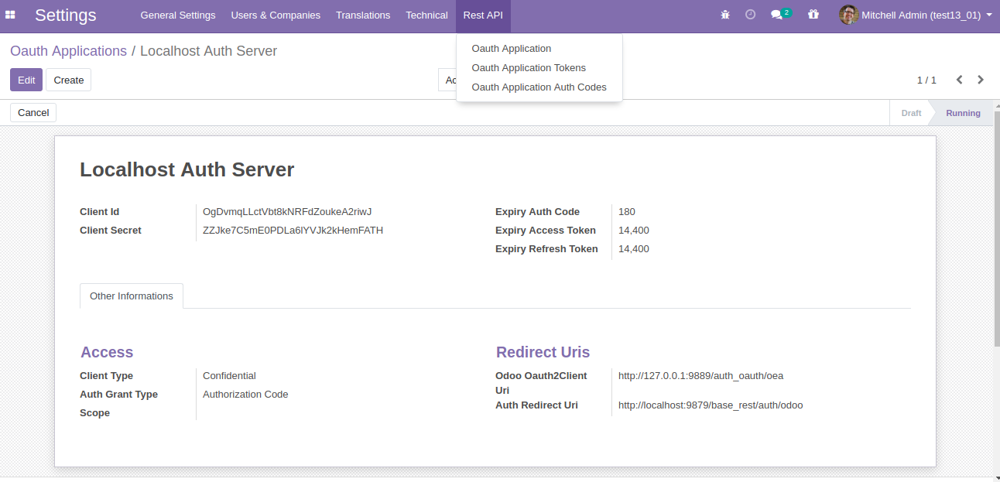 Settings
General Settings
Users & Companies
Translations
Technical
Rest API
2
Mitchell Admin (test13_01)
Oauth Applications / Localhost Auth Server
Oauth Application
Oauth Application Tokens
Oauth Application Auth Codes
Edit
Create
Ac
1 / 1
Cancel
Draft
Running
Localhost Auth Server
Client Id
OgDvmqLLctVbt8kNRFdZoukeA2riwJ
Client Secret
ZZJke7C5mE0PDLa6lYVJk2kHemFATH
Expiry Auth Code
180
Expiry Access Token
14,400
Expiry Refresh Token
14,400
Other Informations
Access
Client Type
Confidential
Auth Grant Type
Authorization Code
Scope
Redirect Uris
Odoo Oauth2Client
Uri
http://127.0.0.1:9889/auth_oauth/oea
Auth Redirect Uri
http://localhost:9879/base_rest/auth/odoo